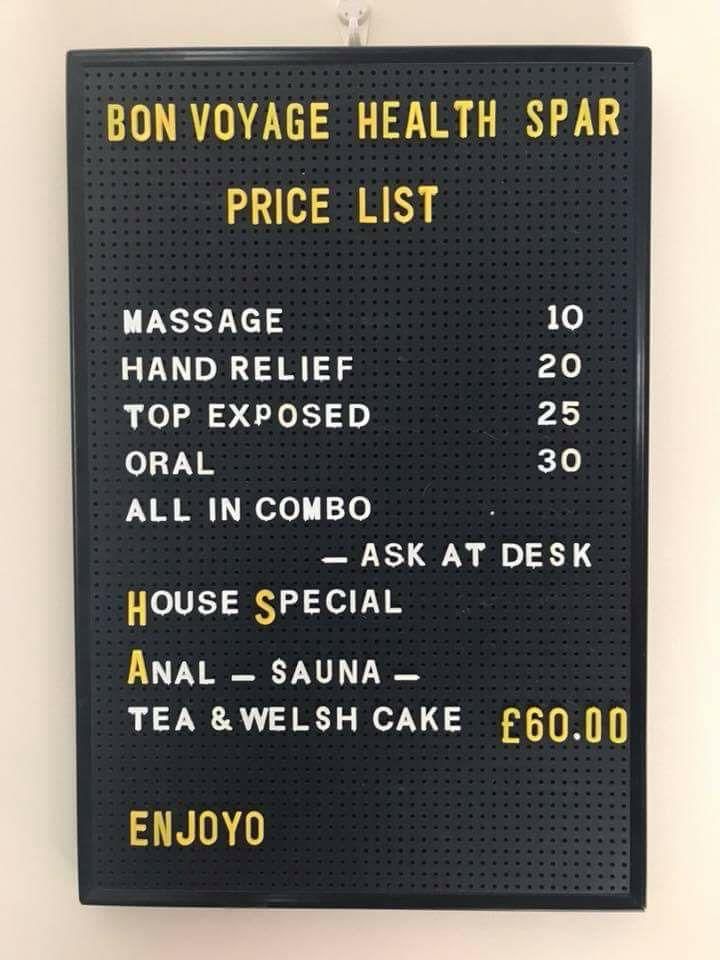 BON VOYAGE HEALTH SPAR
PRICE LIST
MASSAGE 10
HAND RELIEF 20
TOP EXPOSED 25
ORAL 30
ALL IN COMBO
— ASK AT DESK
HOUSE SPECIAL
ANAL — SAUNA —
TEA & WELSH CAKE £60.00
ENJOYO